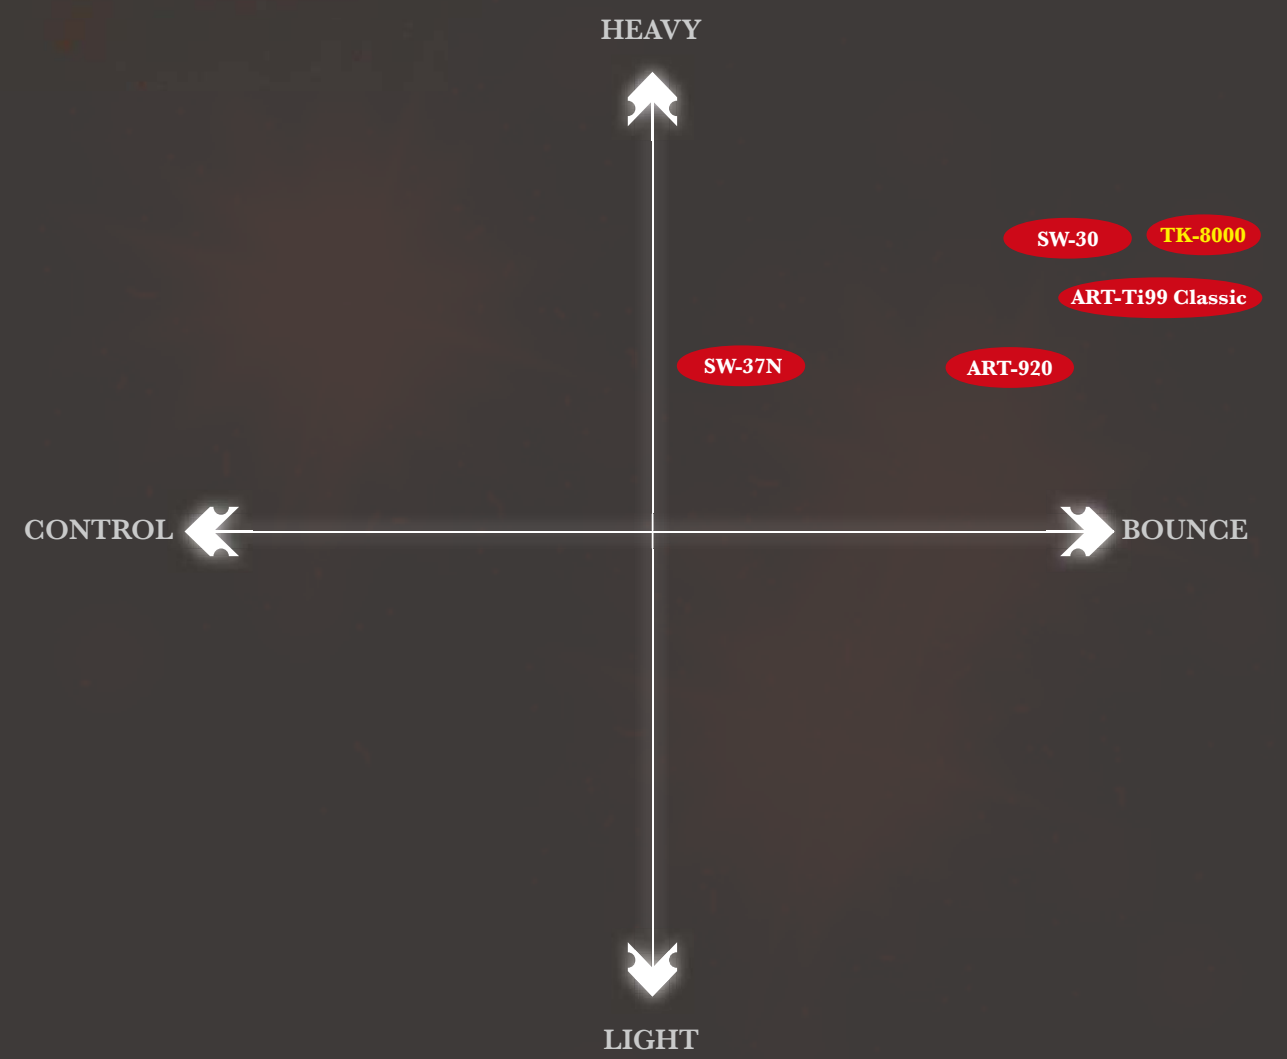 HEAVY
SW-30
TK-8000
ART-Ti99 Classic
SW-37N
ART-920
CONTROL
BOUNCE
LIGHT